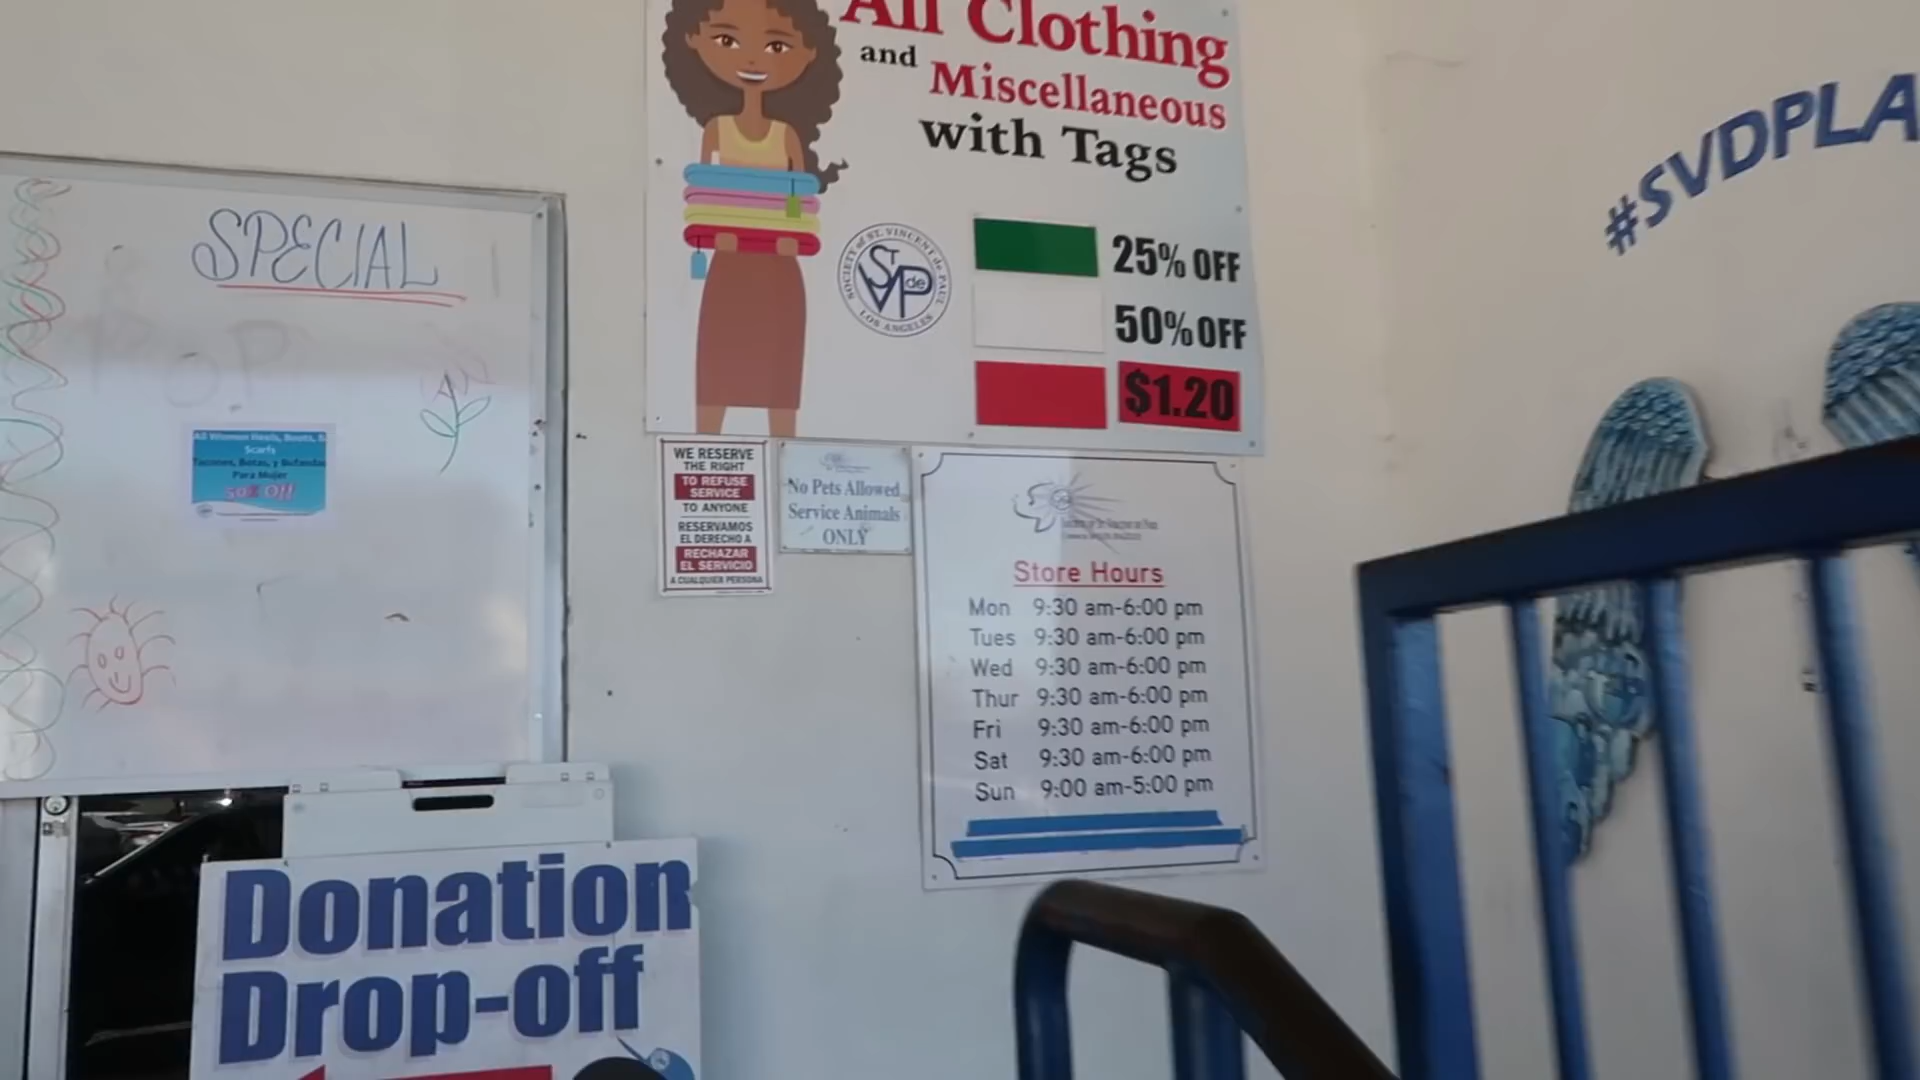 All Clothing
and Miscellaneous
with Tags
SOCIETY of ST. VINCENT de PAUL
LOS ANGELES
ST
V de P
25% OFF
50% OFF
$1.20
#SVDPLA
SPECIAL
All Women Heels, Boots, &
Scarfs
Tacones, Botas, y Bufandas
Para Mujer
50% Off
WE RESERVE
THE RIGHT
TO REFUSE
SERVICE
TO ANYONE
RESERVAMOS
EL DERECHO A
RECHAZAR
EL SERVICIO
A CUALQUIER PERSONA
No Pets Allowed
Service Animals
ONLY
Store Hours
Mon 9:30 am-6:00 pm
Tues 9:30 am-6:00 pm
Wed 9:30 am-6:00 pm
Thur 9:30 am-6:00 pm
Fri 9:30 am-6:00 pm
Sat 9:30 am-6:00 pm
Sun 9:00 am-5:00 pm
Donation
Drop-off